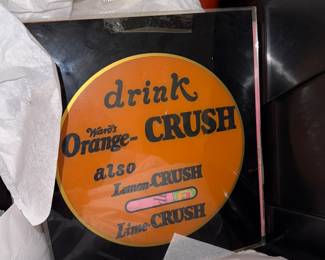 drink
Ward's
Orange-CRUSH
also
Lemon-CRUSH
Lime-CRUSH